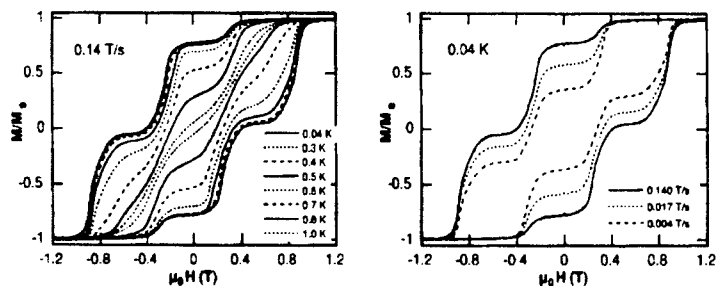 0.14 T/s
M/Ms
1
0.5
0
-0.5
-1
-1.2 -0.8 -0.4 0 0.4 0.8 1.2
μ0H (T)
0.04 K
0.3 K
0.4 K
0.5 K
0.6 K
0.7 K
0.8 K
1.0 K
0.04 K
M/Ms
1
0.5
0
-0.5
-1
-1.2 -0.8 -0.4 0 0.4 0.8 1.2
μ0H (T)
0.140 T/s
0.017 T/s
0.004 T/s